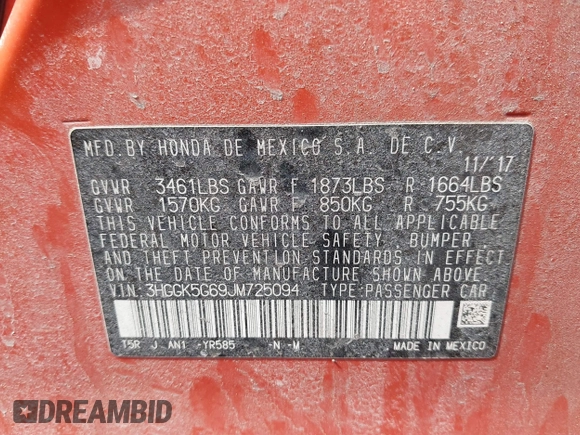 MFD. BY HONDA DE MEXICO S.A. DE C.V.
11/'17
GVWR 3461LBS GAWR F 1873LBS R 1664LBS
GVWR 1570KG GAWR F 850KG R 755KG
THIS VEHICLE CONFORMS TO ALL APPLICABLE
FEDERAL MOTOR VEHICLE SAFETY, BUMPER,
AND THEFT PREVENTION STANDARDS IN EFFECT
ON THE DATE OF MANUFACTURE SHOWN ABOVE.
V.I.N.: 3HGGK5G69JM725094 TYPE:PASSENGER CAR
T5R J AN1 -YR585 -N -M MADE IN MEXICO
DREAMBID